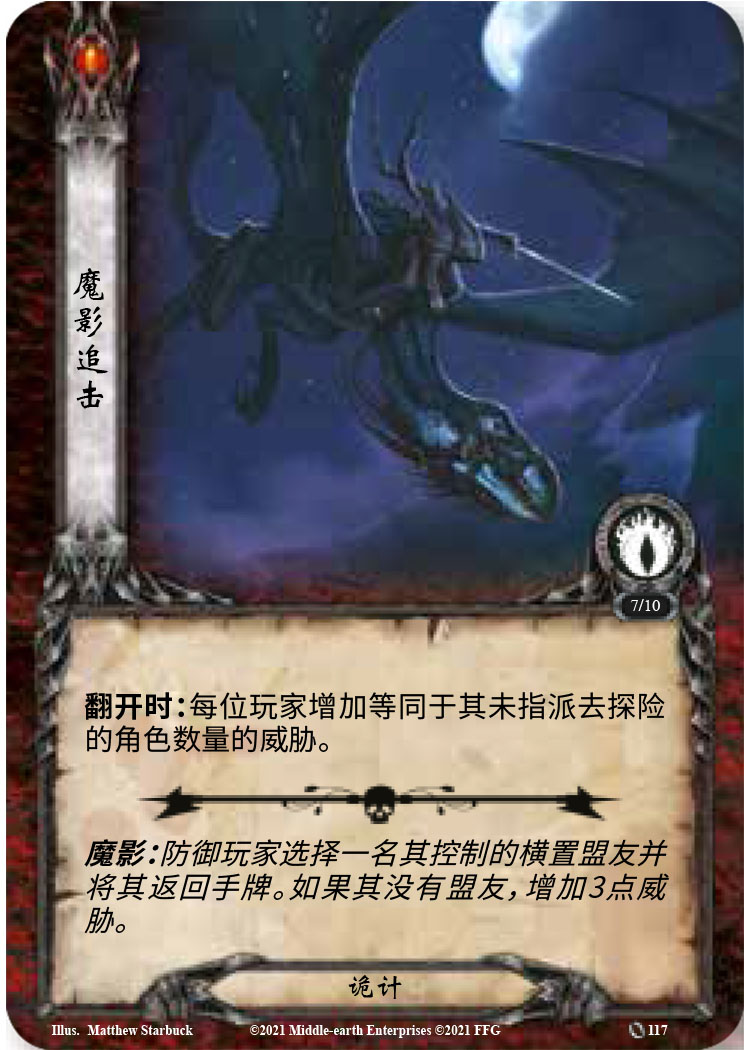 魔影追击
7/10
翻开时：每位玩家增加等同于其未指派去探险
的角色数量的威胁。
魔影：防御玩家选择一名其控制的横置盟友并
将其返回手牌。如果其没有盟友，增加3点威
胁。
诡计
Illus. Matthew Starbuck ©2021 Middle-earth Enterprises ©2021 FFG 117